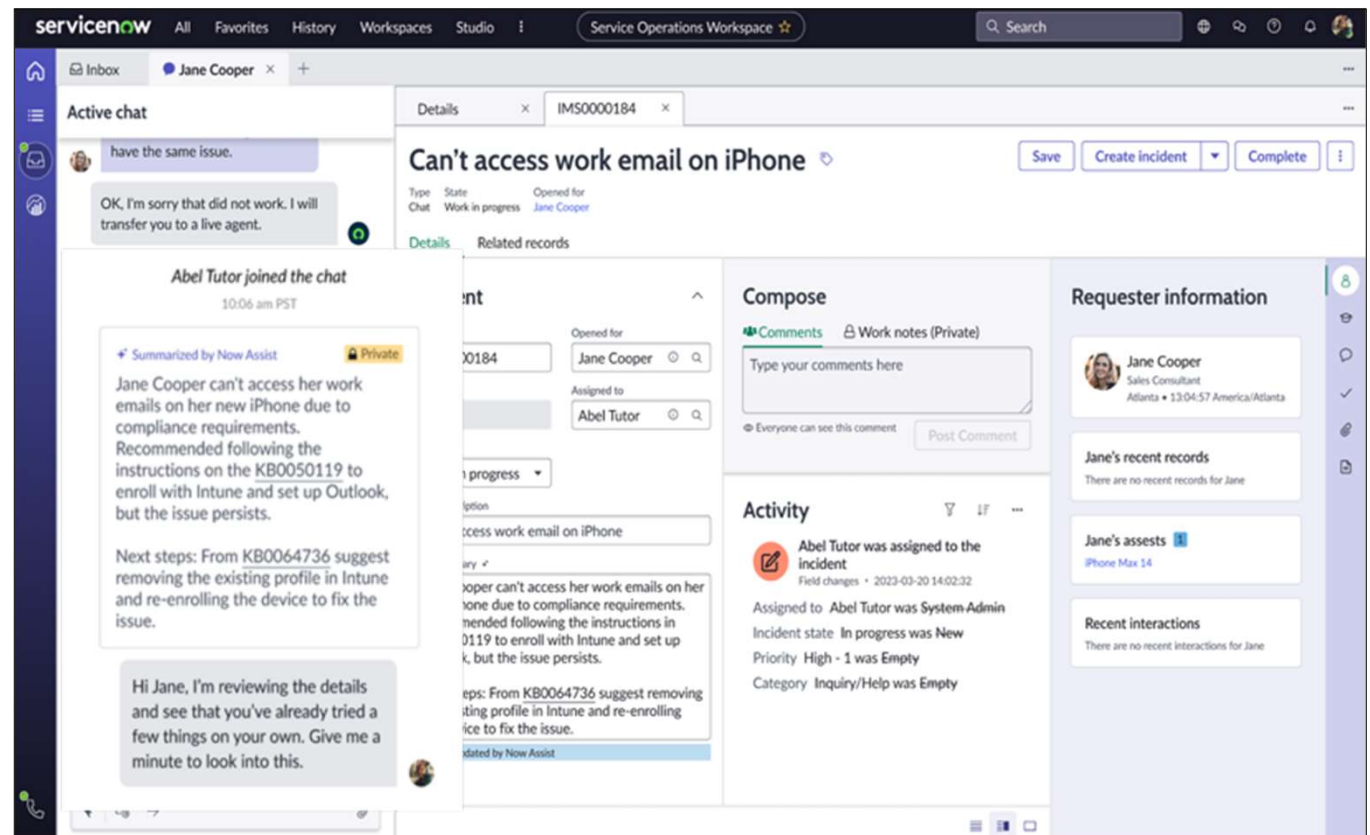 servicenow All Favorites History Workspaces Studio Service Operations Workspace Search
Inbox Jane Cooper
Active chat
have the same issue.
OK, I'm sorry that did not work. I will
transfer you to a live agent.
Abel Tutor joined the chat
10:06 am PST
Summarized by Now Assist Private
Jane Cooper can't access her work
emails on her new iPhone due to
compliance requirements.
Recommended following the
instructions on the KB0050119 to
enroll with Intune and set up Outlook,
but the issue persists.
Next steps: From KB0064736 suggest
removing the existing profile in Intune
and re-enrolling the device to fix the
issue.
Hi Jane, I'm reviewing the details
and see that you've already tried a
few things on your own. Give me a
minute to look into this.
Details IMS0000184
Can't access work email on iPhone
Save Create incident Complete
Type State Opened for
Chat Work in progress Jane Cooper
Details Related records
Opened for
00184 Jane Cooper
Assigned to
Abel Tutor
progress
access work email on iPhone
ooper can't access her work emails on her
hone due to compliance requirements.
mended following the instructions in
0119 to enroll with Intune and set up
k, but the issue persists.
eps: From KB0064736 suggest removing
ting profile in Intune and re-enrolling
ice to fix the issue.
dated by Now Assist
Compose
Comments Work notes (Private)
Type your comments here
Everyone can see this comment Post Comment
Activity
Abel Tutor was assigned to the
incident
Field changes • 2023-03-20 14:02:32
Assigned to Abel Tutor was System Admin
Incident state In progress was New
Priority High - 1 was Empty
Category Inquiry/Help was Empty
Requester information
Jane Cooper
Sales Consultant
Atlanta • 13:04:57 America/Atlanta
Jane's recent records
There are no recent records for Jane
Jane's assests 1
iPhone Max 14
Recent interactions
There are no recent interactions for Jane